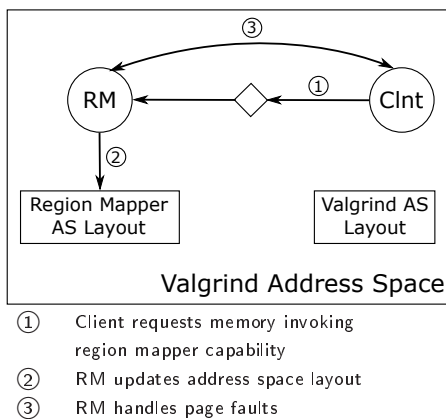 ③
RM
①
Clnt
②
Region Mapper
AS Layout
Valgrind AS
Layout
Valgrind Address Space
① Client requests memory invoking
region mapper capability
② RM updates address space layout
③ RM handles page faults